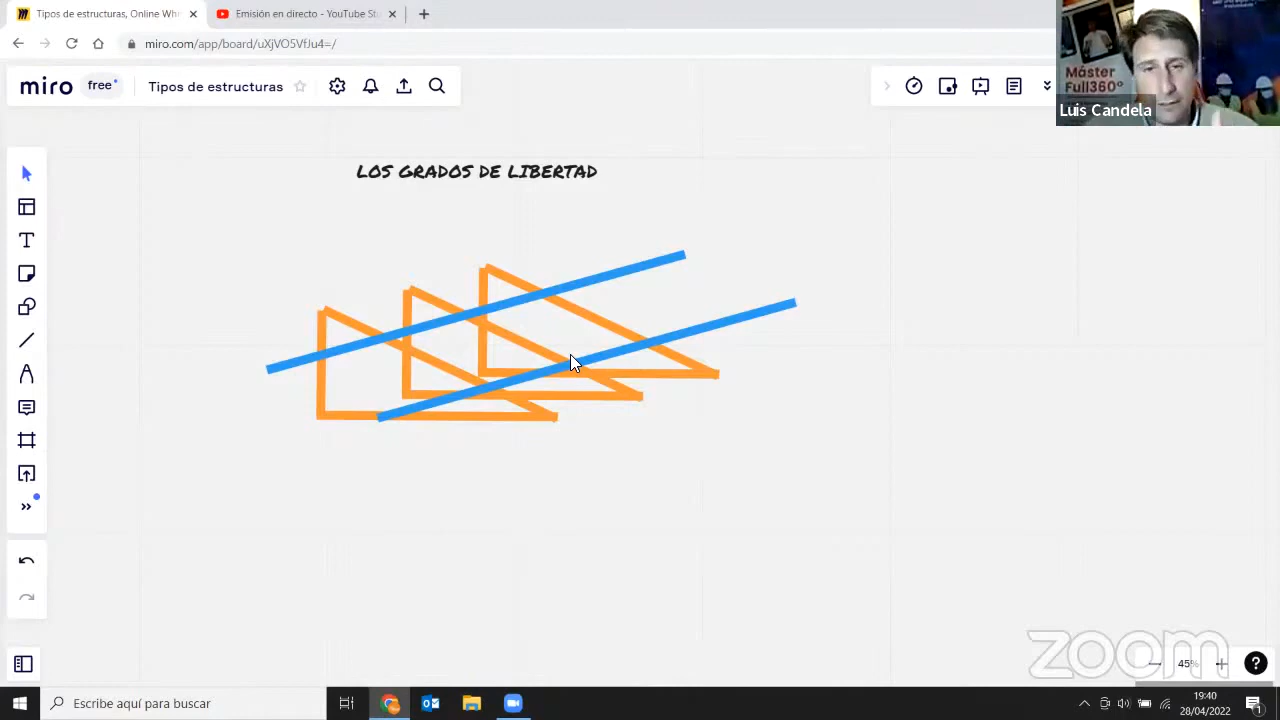 Tipos de estructuras, Online Wh
Emisión en directo - YouTube St
miro.com/app/board/uXjVO5VfJu4=/
miro
free
Tipos de estructuras
Máster
Full360º
Luis Candela
LOS GRADOS DE LIBERTAD
zoom
45%
Escribe aquí para buscar
19:40
28/04/2022
1